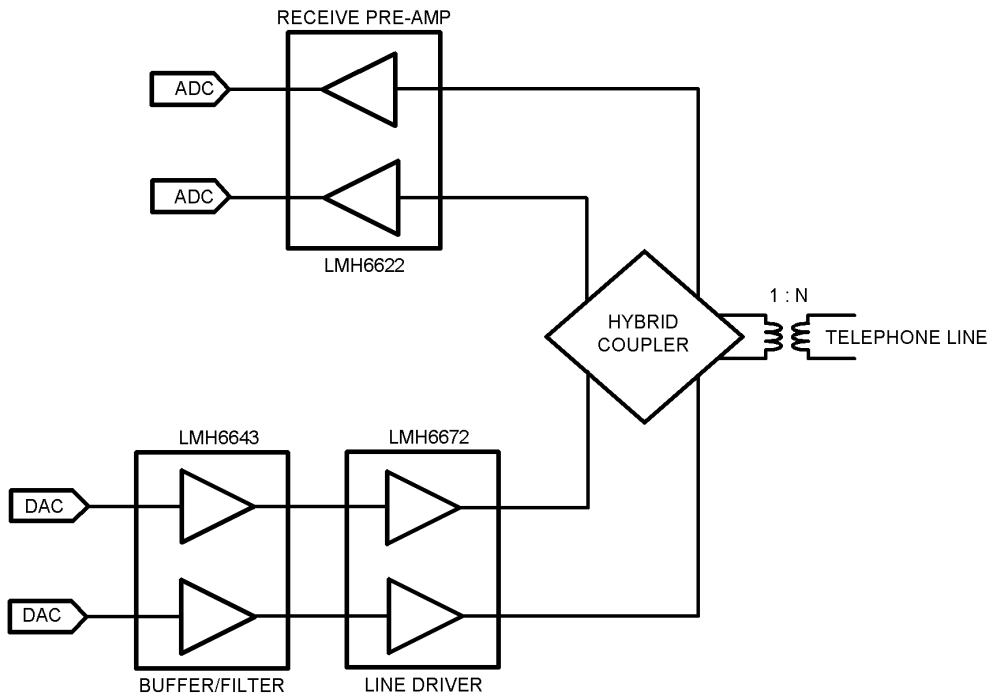 RECEIVE PRE-AMP
ADC
ADC
LMH6622
1 : N
HYBRID
COUPLER
TELEPHONE LINE
LMH6643
LMH6672
DAC
DAC
BUFFER/FILTER
LINE DRIVER